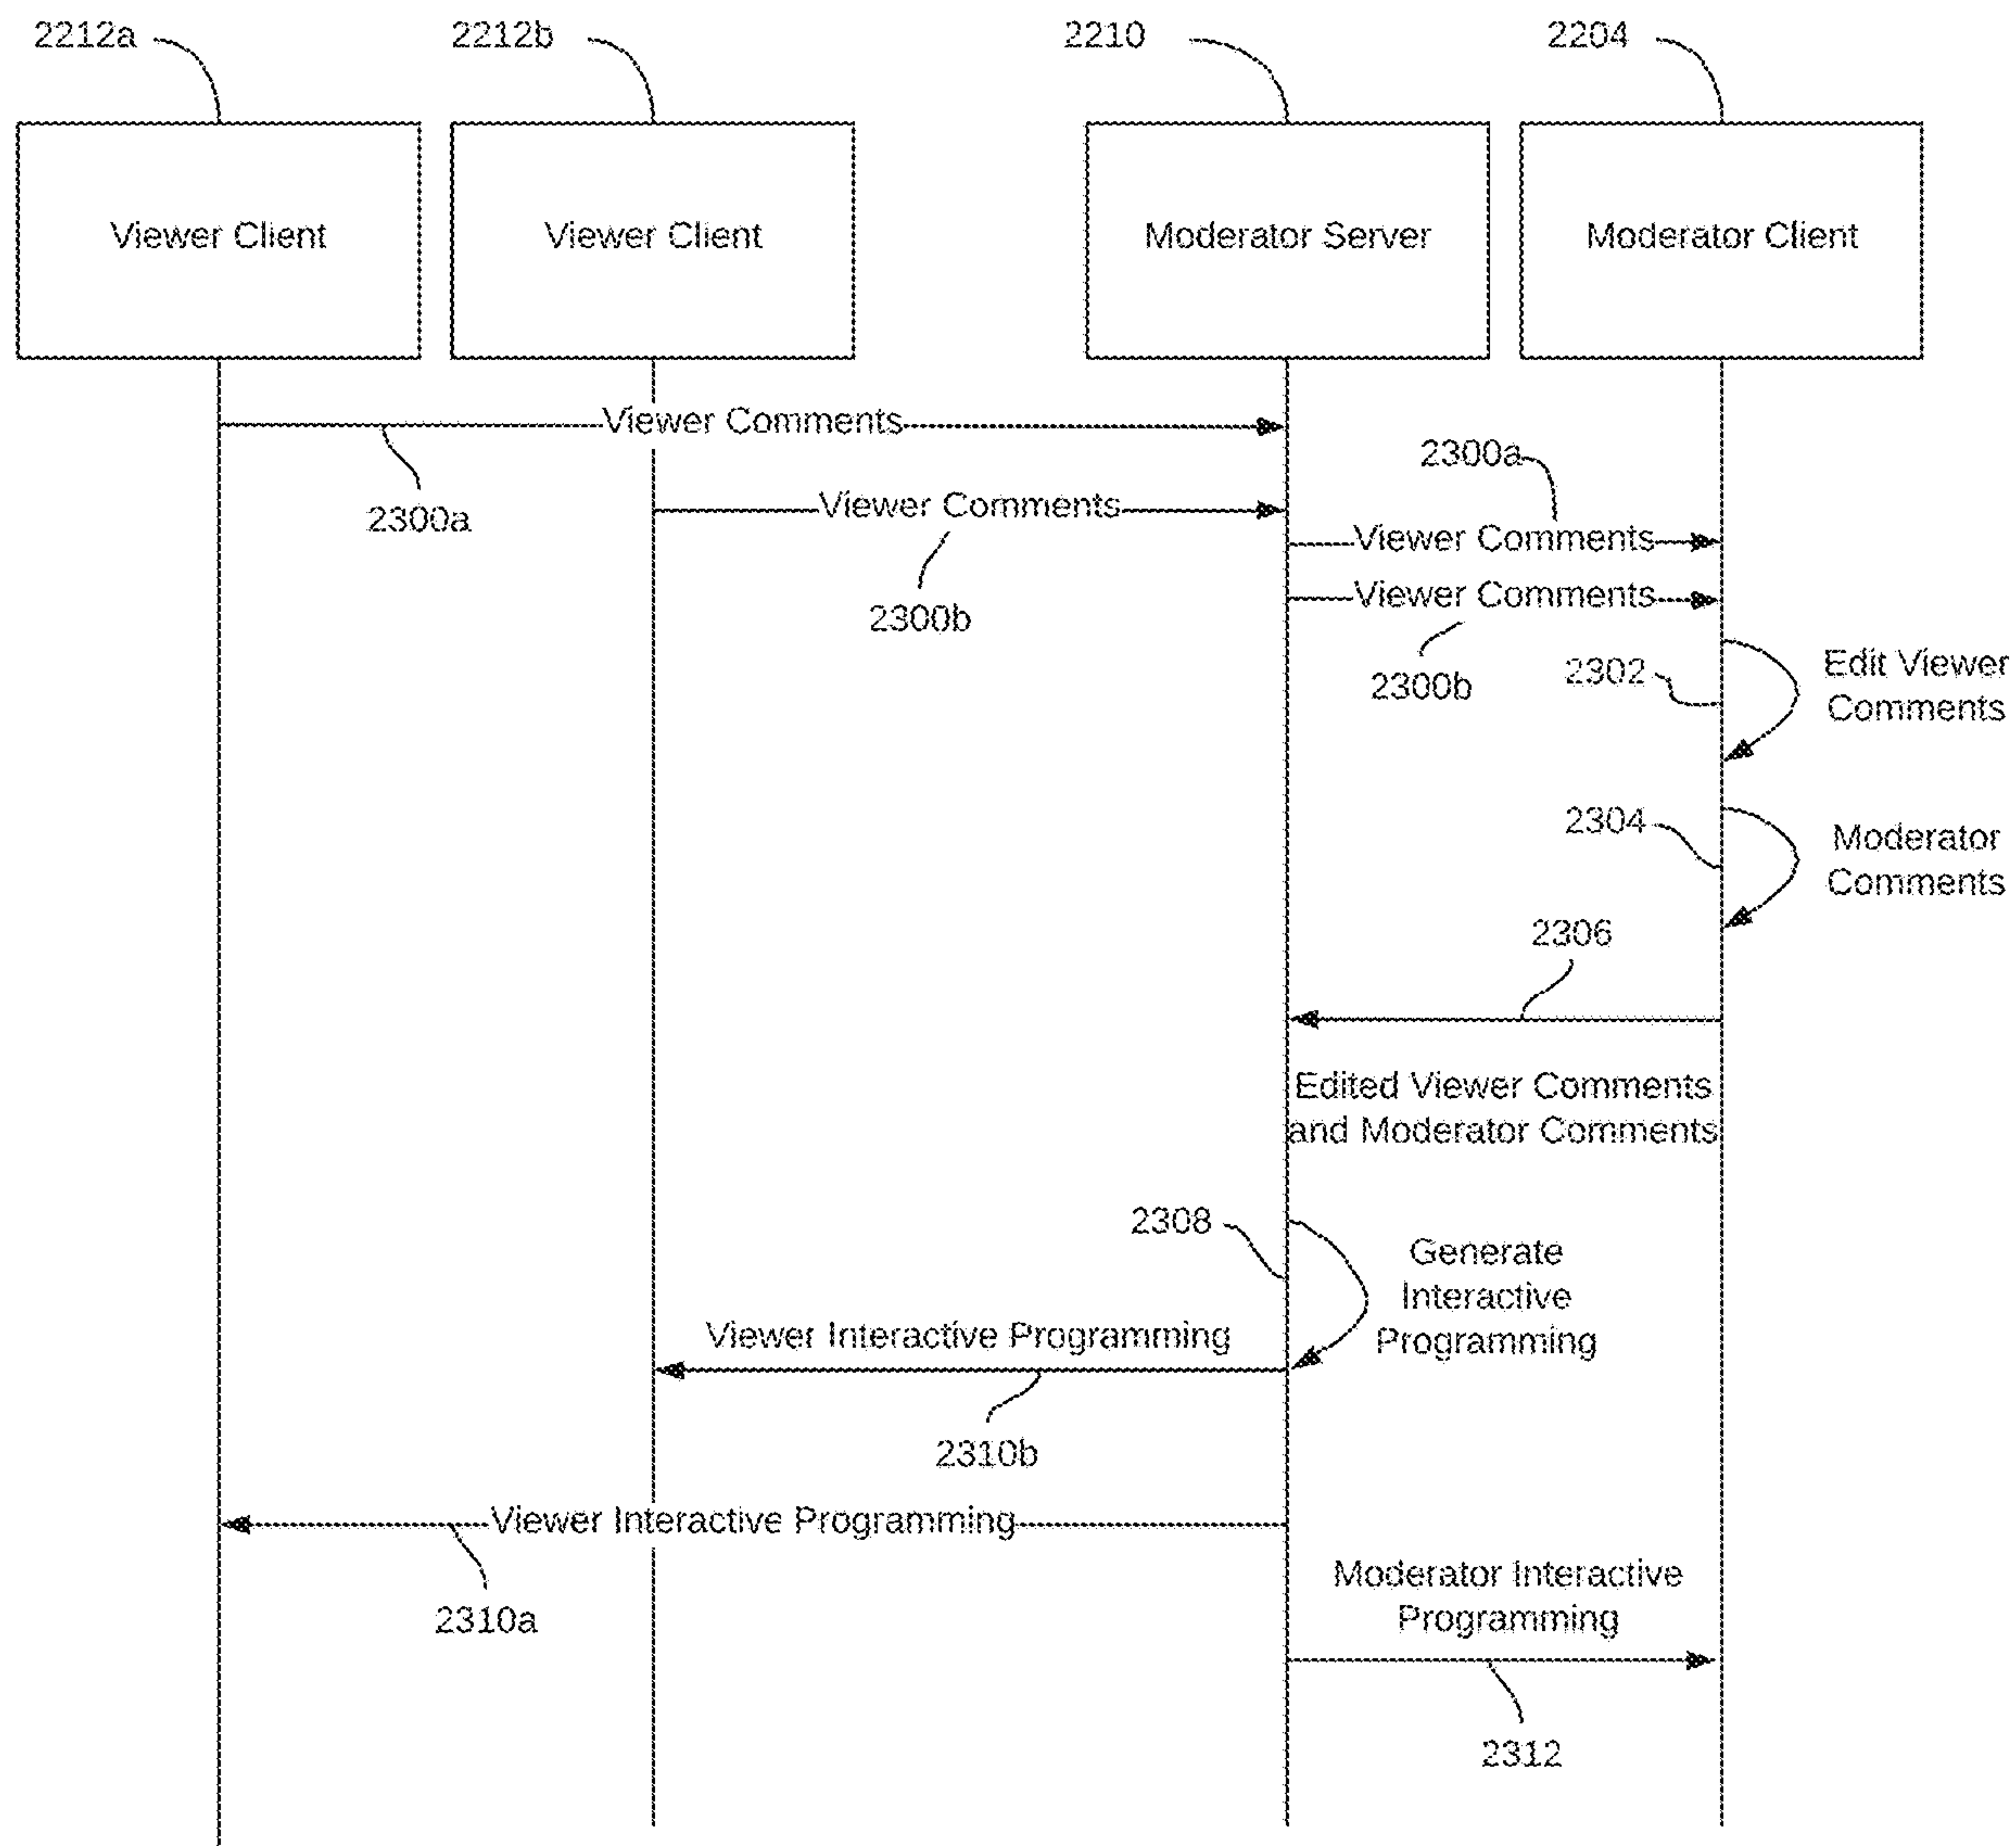 2212a
2212b
2210
2204
Viewer Client
Viewer Client
Moderator Server
Moderator Client
Viewer Comments
2300a
2300a
Viewer Comments
Viewer Comments
2300b
Viewer Comments
2300b
2302
Edit Viewer
Comments
2304
Moderator
Comments
2306
Edited Viewer Comments
and Moderator Comments
2308
Generate
Interactive
Programming
Viewer Interactive Programming
2310b
Viewer Interactive Programming
2310a
Moderator Interactive
Programming
2312